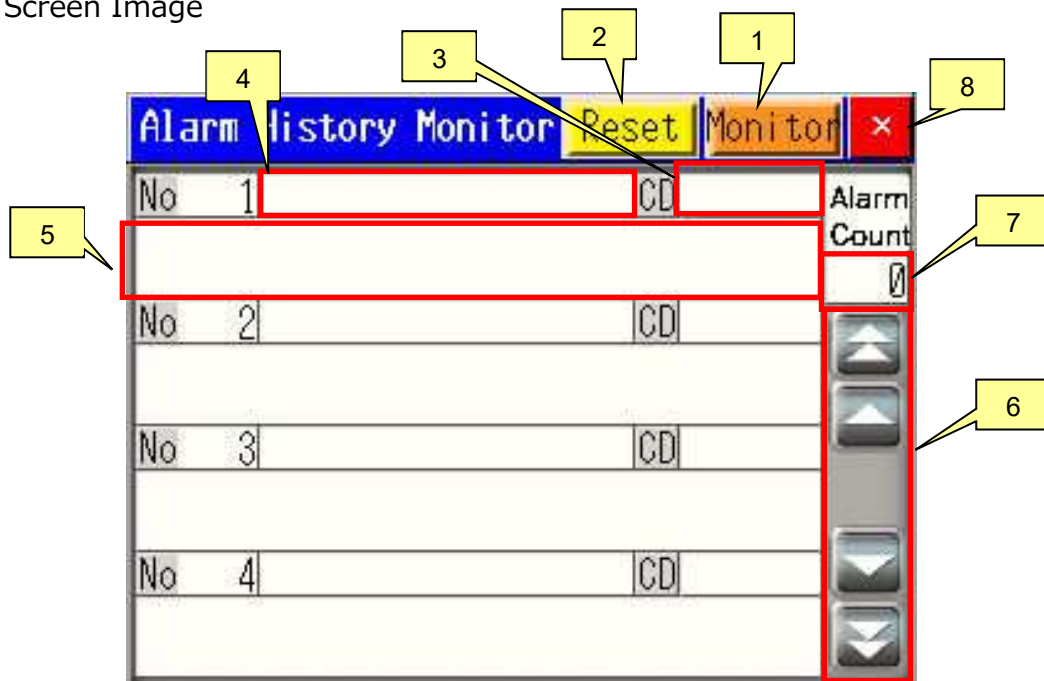 Screen Image
4
3
2
1
8
Alarm History Monitor Reset Monitor ×
No 1 CD Alarm
Count
5
7
0
No 2 CD
6
No 3 CD
No 4 CD